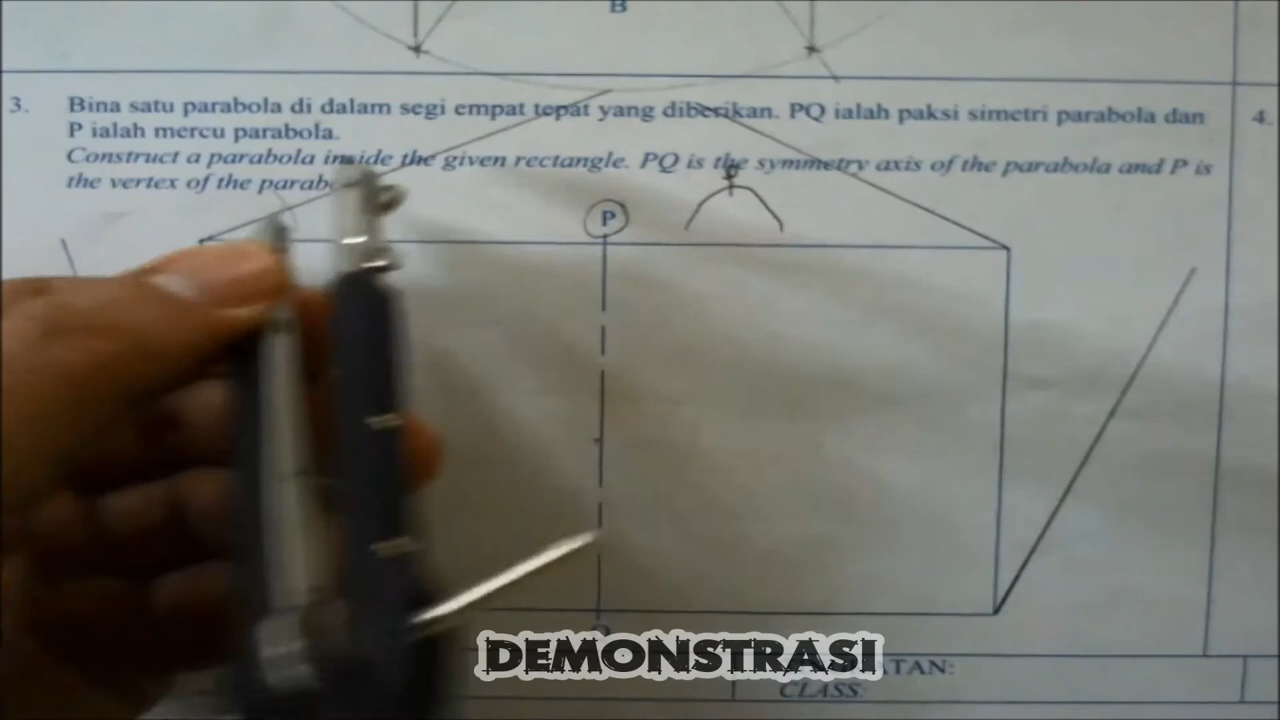 B
3. Bina satu parabola di dalam segi empat tepat yang diberikan. PQ ialah paksi simetri parabola dan
4.
P ialah mercu parabola.
Construct a parabola inside the given rectangle. PQ is the symmetry axis of the parabola and P is
the vertex of the parab
P
DEMONSTRASI
ATAN:
CLASS: